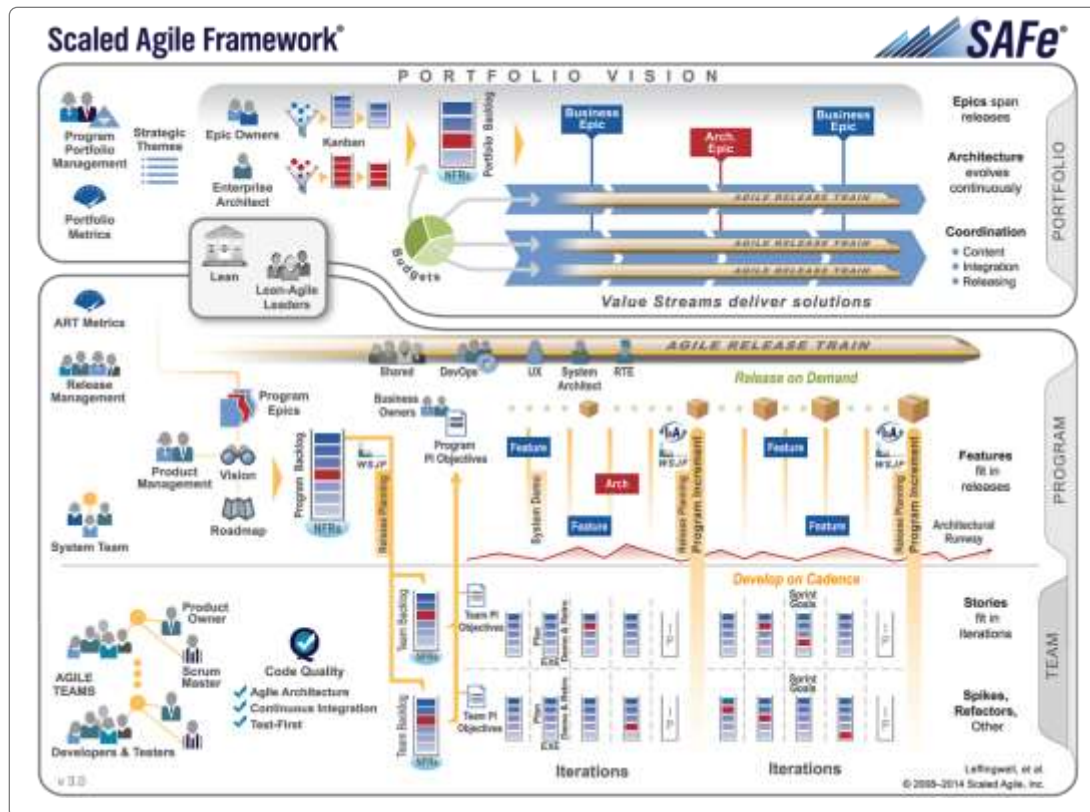 Scaled Agile Framework®
SAFe®
PORTFOLIO VISION
Program
Portfolio
Management
Strategic
Themes
Portfolio
Metrics
Epic Owners
Enterprise
Architect
Kanban
Portfolio Backlog
NFRs
Business
Epic
Arch.
Epic
Business
Epic
AGILE RELEASE TRAIN
AGILE RELEASE TRAIN
AGILE RELEASE TRAIN
Budgets
Value Streams deliver solutions
Epics span
releases
Architecture
evolves
continuously
Coordination
Content
Integration
Releasing
PORTFOLIO
Lean
Lean-Agile
Leaders
ART Metrics
Release
Management
Program
Epics
Product
Management
Vision
Roadmap
System Team
Program Backlog
NFRs
WSJF
Release Planning
AGILE RELEASE TRAIN
Shared
DevOps
UX
System
Architect
RTE
Business
Owners
Program
PI Objectives
Release on Demand
Feature
System Demo
Arch
Feature
I&A
WSJF
Release Planning
Program Increment
Feature
Feature
I&A
WSJF
Release Planning
Program Increment
Architectural
Runway
Features
fit in
releases
PROGRAM
Develop on Cadence
AGILE
TEAMS
Product
Owner
Scrum
Master
Developers & Testers
Code Quality
Agile Architecture
Continuous Integration
Test-First
Team Backlog
NFRs
Team PI
Objectives
Plan
Demo & Retro
Sprint
Goals
Team Backlog
NFRs
Team PI
Objectives
Plan
Demo & Retro
Sprint
Goals
Iterations
Iterations
Stories
fit in
iterations
Spikes,
Refactors,
Other
TEAM
v 3.0
Leffingwell, et al.
© 2008–2014 Scaled Agile, Inc.